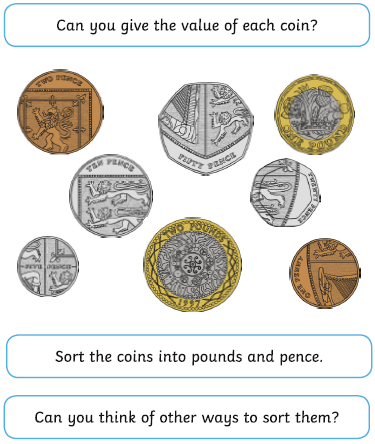 Can you give the value of each coin?
TWO PENCE
FIFTY PENCE
ONE POUND
TEN PENCE
TWENTY PENCE
FIVE PENCE
TWO POUNDS
1997
ONE PENNY
Sort the coins into pounds and pence.
Can you think of other ways to sort them?